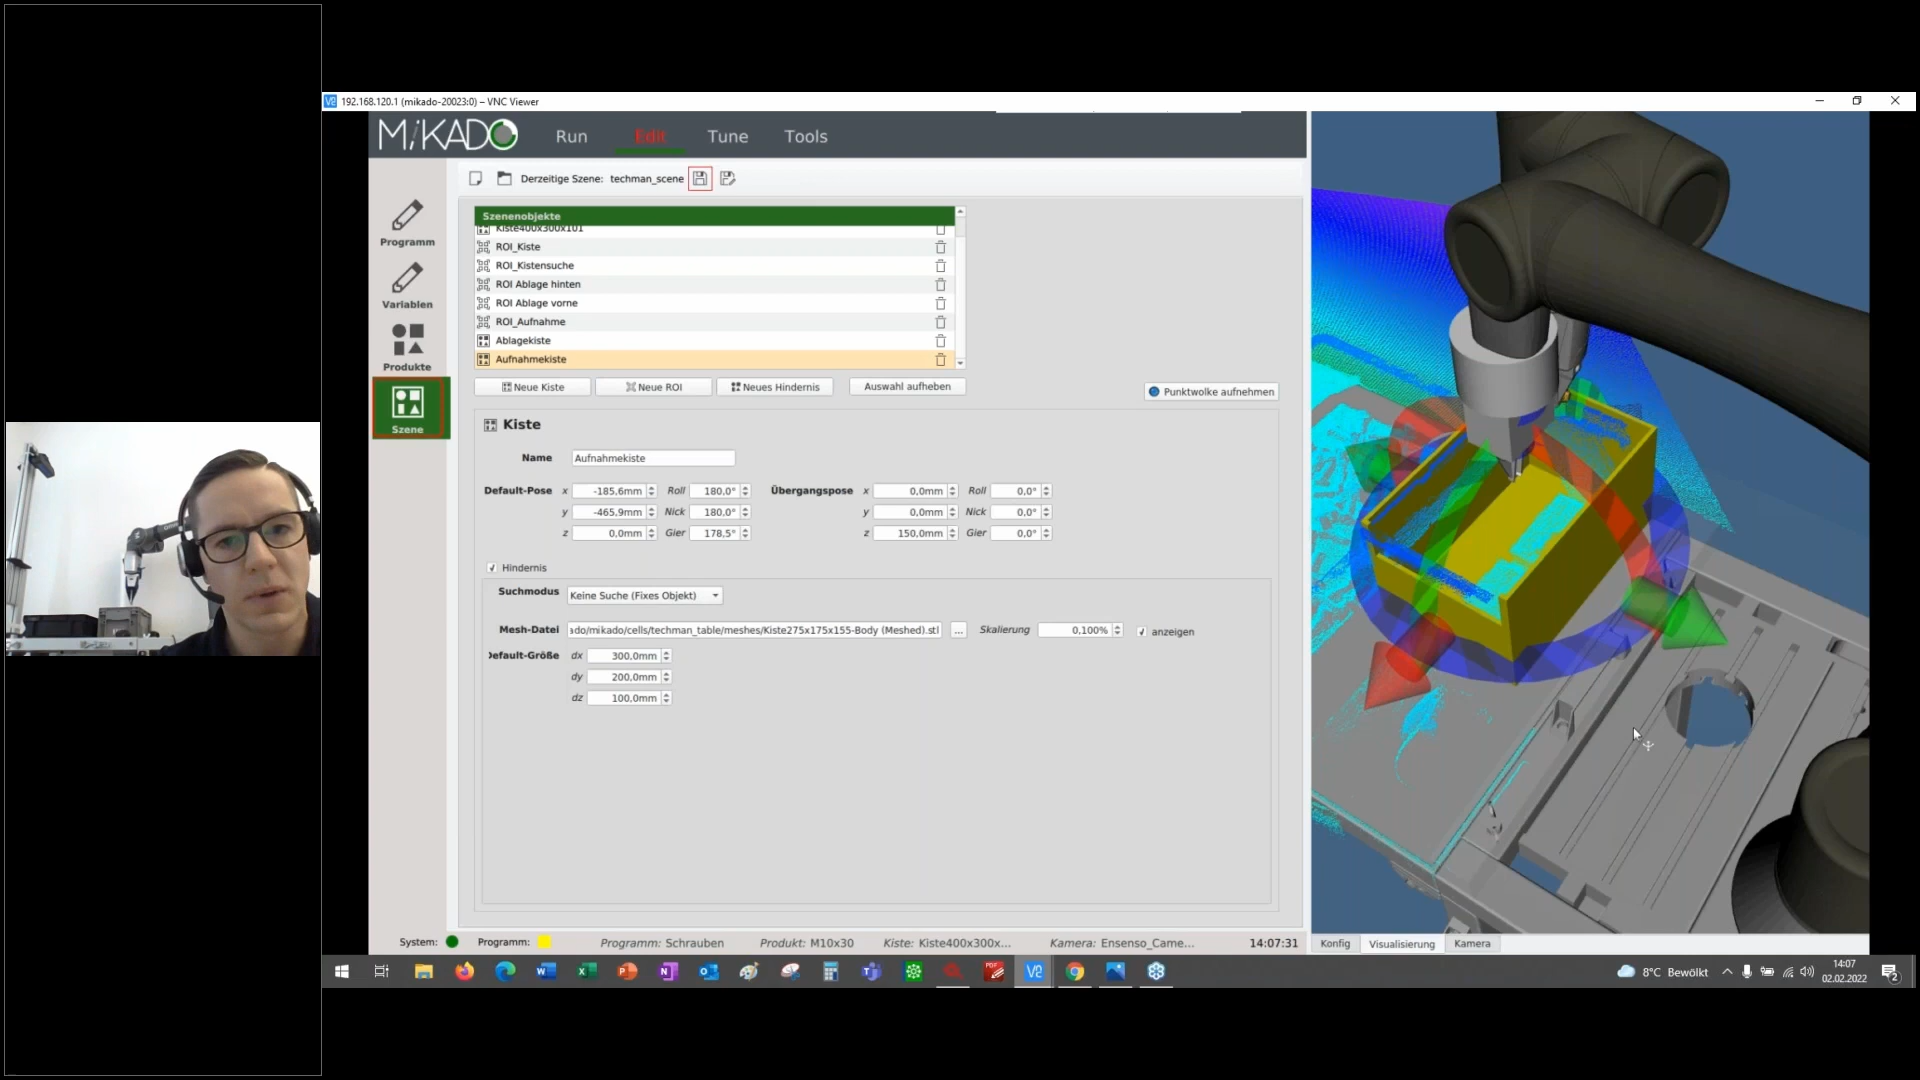 192.168.120.1 (mikado-20023:0) – VNC Viewer
MiKADO
Run Edit Tune Tools
Derzeitige Szene: techman_scene
Programm
Variablen
Produkte
Szene
Szenenobjekte
Kiste400x300x101
ROI_Kiste
ROI_Kistensuche
ROI Ablage hinten
ROI Ablage vorne
ROI_Aufnahme
Ablagekiste
Aufnahmekiste
Neue Kiste Neue ROI Neues Hindernis Auswahl aufheben
Punktwolke aufnehmen
Kiste
Name Aufnahmekiste
Default-Pose x -185,6mm Roll 180,0° Übergangspose x 0,0mm Roll 0,0°
y -465,9mm Nick 180,0° y 0,0mm Nick 0,0°
z 0,0mm Gier 178,5° z 150,0mm Gier 0,0°
Hindernis
Suchmodus Keine Suche (Fixes Objekt)
Mesh-Datei ado/mikado/cells/techman_table/meshes/Kiste275x175x155-Body (Meshed).stl ... Skalierung 0,100% anzeigen
Default-Größe dx 300,0mm
dy 200,0mm
dz 100,0mm
System: Programm: Programm: Schrauben Produkt: M10x30 Kiste: Kiste400x300x... Kamera: Ensenso_Came... 14:07:31
Konfig Visualisierung Kamera
8°C Bewölkt
14:07
02.02.2022
2